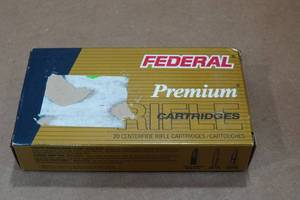 FEDERAL
Premium
RIFLE
CARTRIDGES
20 CENTERFIRE RIFLE CARTRIDGES / CARTOUCHES